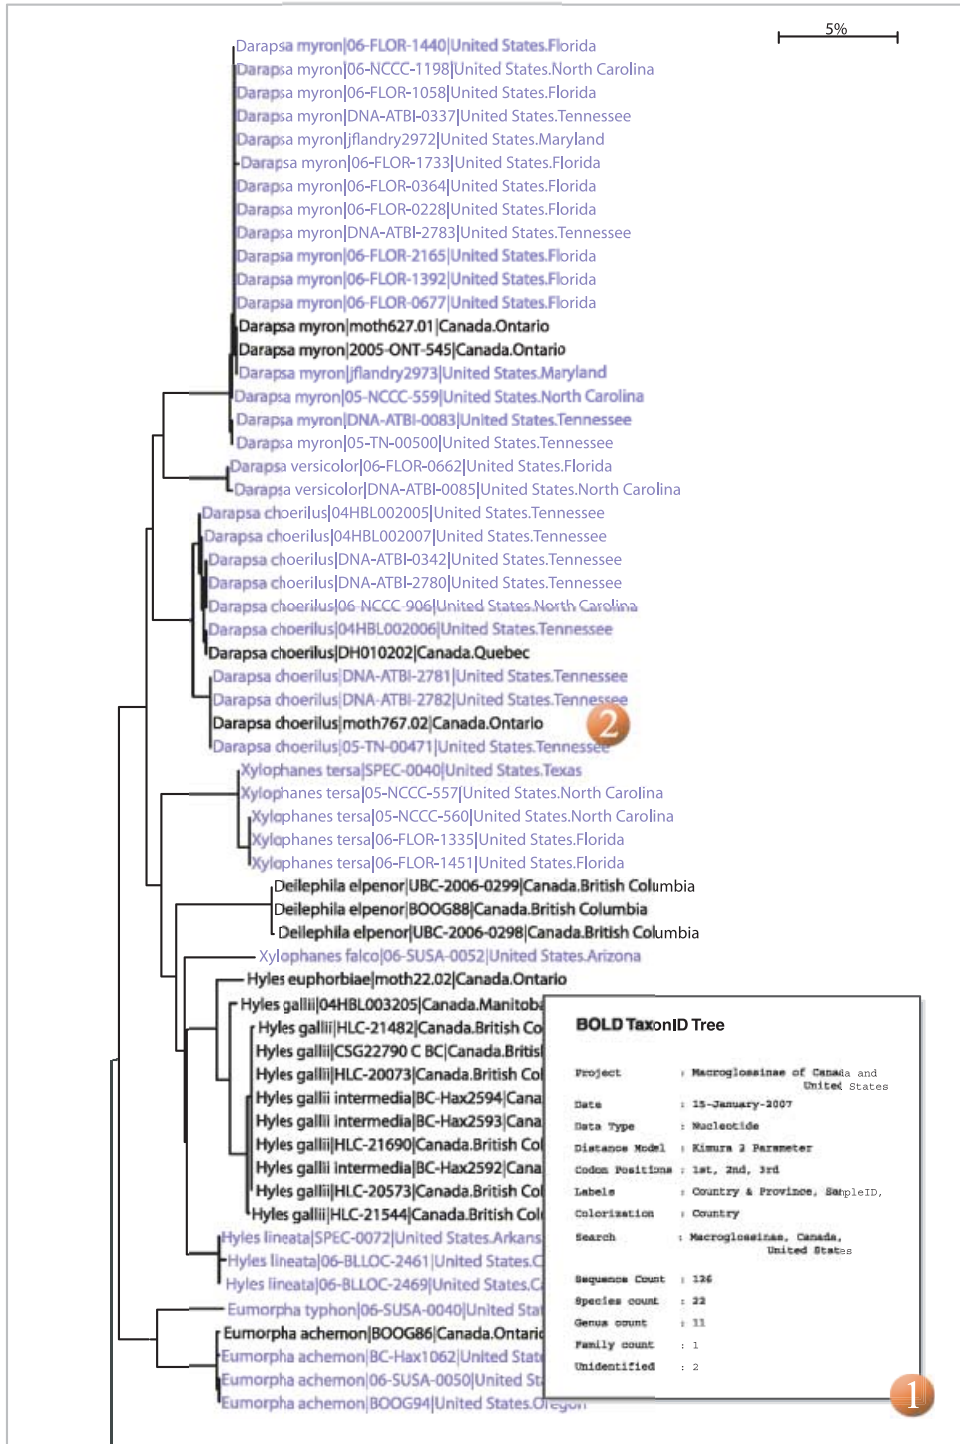 5%
Darapsa myron|06-FLOR-1440|United States.Florida
Darapsa myron|06-NCCC-1198|United States.North Carolina
Darapsa myron|06-FLOR-1058|United States.Florida
Darapsa myron|DNA-ATBI-0337|United States.Tennessee
Darapsa myron|jflandry2972|United States.Maryland
Darapsa myron|06-FLOR-1733|United States.Florida
Darapsa myron|06-FLOR-0364|United States.Florida
Darapsa myron|06-FLOR-0228|United States.Florida
Darapsa myron|DNA-ATBI-2783|United States.Tennessee
Darapsa myron|06-FLOR-2165|United States.Florida
Darapsa myron|06-FLOR-1392|United States.Florida
Darapsa myron|06-FLOR-0677|United States.Florida
Darapsa myron|moth627.01|Canada.Ontario
Darapsa myron|2005-ONT-545|Canada.Ontario
Darapsa myron|jflandry2973|United States.Maryland
Darapsa myron|05-NCCC-559|United States.North Carolina
Darapsa myron|DNA-ATBI-0083|United States.Tennessee
Darapsa myron|05-TN-00500|United States.Tennessee
Darapsa versicolor|06-FLOR-0662|United States.Florida
Darapsa versicolor|DNA-ATBI-0085|United States.North Carolina
Darapsa choerilus|04HBL002005|United States.Tennessee
Darapsa choerilus|04HBL002007|United States.Tennessee
Darapsa choerilus|DNA-ATBI-0342|United States.Tennessee
Darapsa choerilus|DNA-ATBI-2780|United States.Tennessee
Darapsa choerilus|06-NCCC-906|United States.North Carolina
Darapsa choerilus|04HBL002006|United States.Tennessee
Darapsa choerilus|DH010202|Canada.Quebec
Darapsa choerilus|DNA-ATBI-2781|United States.Tennessee
Darapsa choerilus|DNA-ATBI-2782|United States.Tennessee
Darapsa choerilus|moth767.02|Canada.Ontario
2
Darapsa choerilus|05-TN-00471|United States.Tennessee
Xylophanes tersa|SPEC-0040|United States.Texas
Xylophanes tersa|05-NCCC-557|United States.North Carolina
Xylophanes tersa|05-NCCC-560|United States.North Carolina
Xylophanes tersa|06-FLOR-1335|United States.Florida
Xylophanes tersa|06-FLOR-1451|United States.Florida
Deilephila elpenor|UBC-2006-0299|Canada.British Columbia
Deilephila elpenor|BOOG88|Canada.British Columbia
Deilephila elpenor|UBC-2006-0298|Canada.British Columbia
Xylophanes falco|06-SUSA-0052|United States.Arizona
Hyles euphorbiae|moth22.02|Canada.Ontario
Hyles gallii|04HBL003205|Canada.Manitoba
Hyles gallii|HLC-21482|Canada.British Co
Hyles gallii|CSG22790 C BC|Canada.British
Hyles gallii|HLC-20073|Canada.British Col
Hyles gallii intermedia|BC-Hax2594|Cana
Hyles gallii intermedia|BC-Hax2593|Cana
Hyles gallii|HLC-21690|Canada.British Col
Hyles gallii intermedia|BC-Hax2592|Cana
Hyles gallii|HLC-20573|Canada.British Col
Hyles gallii|HLC-21544|Canada.British Col
Hyles lineata|SPEC-0072|United States.Arkans
Hyles lineata|06-BLLOC-2461|United States.C
Hyles lineata|06-BLLOC-2469|United States.C
Eumorpha typhon|06-SUSA-0040|United Stat
Eumorpha achemon|BOOG86|Canada.Ontario
Eumorpha achemon|BC-Hax1062|United State
Eumorpha achemon|06-SUSA-0050|United St
Eumorpha achemon|BOOG94|United States.Oregon
BOLD TaxonID Tree
Project : Macroglossinae of Canada and
United States
Date : 15-January-2007
Data Type : Nucleotide
Distance Model : Kimura 2 Parameter
Codon Positions : 1st, 2nd, 3rd
Labels : Country & Province, SampleID,
Colorization : Country
Search : Macroglossinae, Canada,
United States
Sequence Count : 126
Species count : 22
Genus count : 11
Family count : 1
Unidentified : 2
1